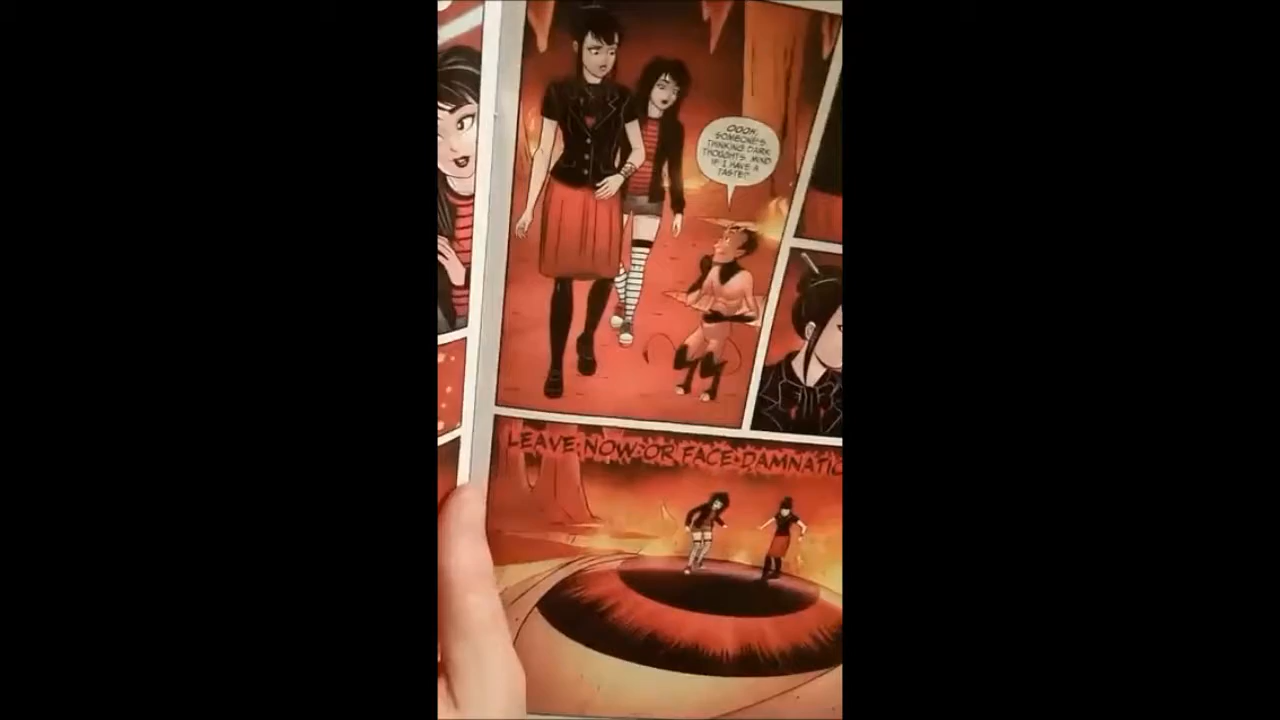 OOOH,
SOMEONE'S
THINKING DARK
THOUGHTS. MIND
IF I HAVE A
TASTE?
LEAVE NOW OR FACE DAMNATIO